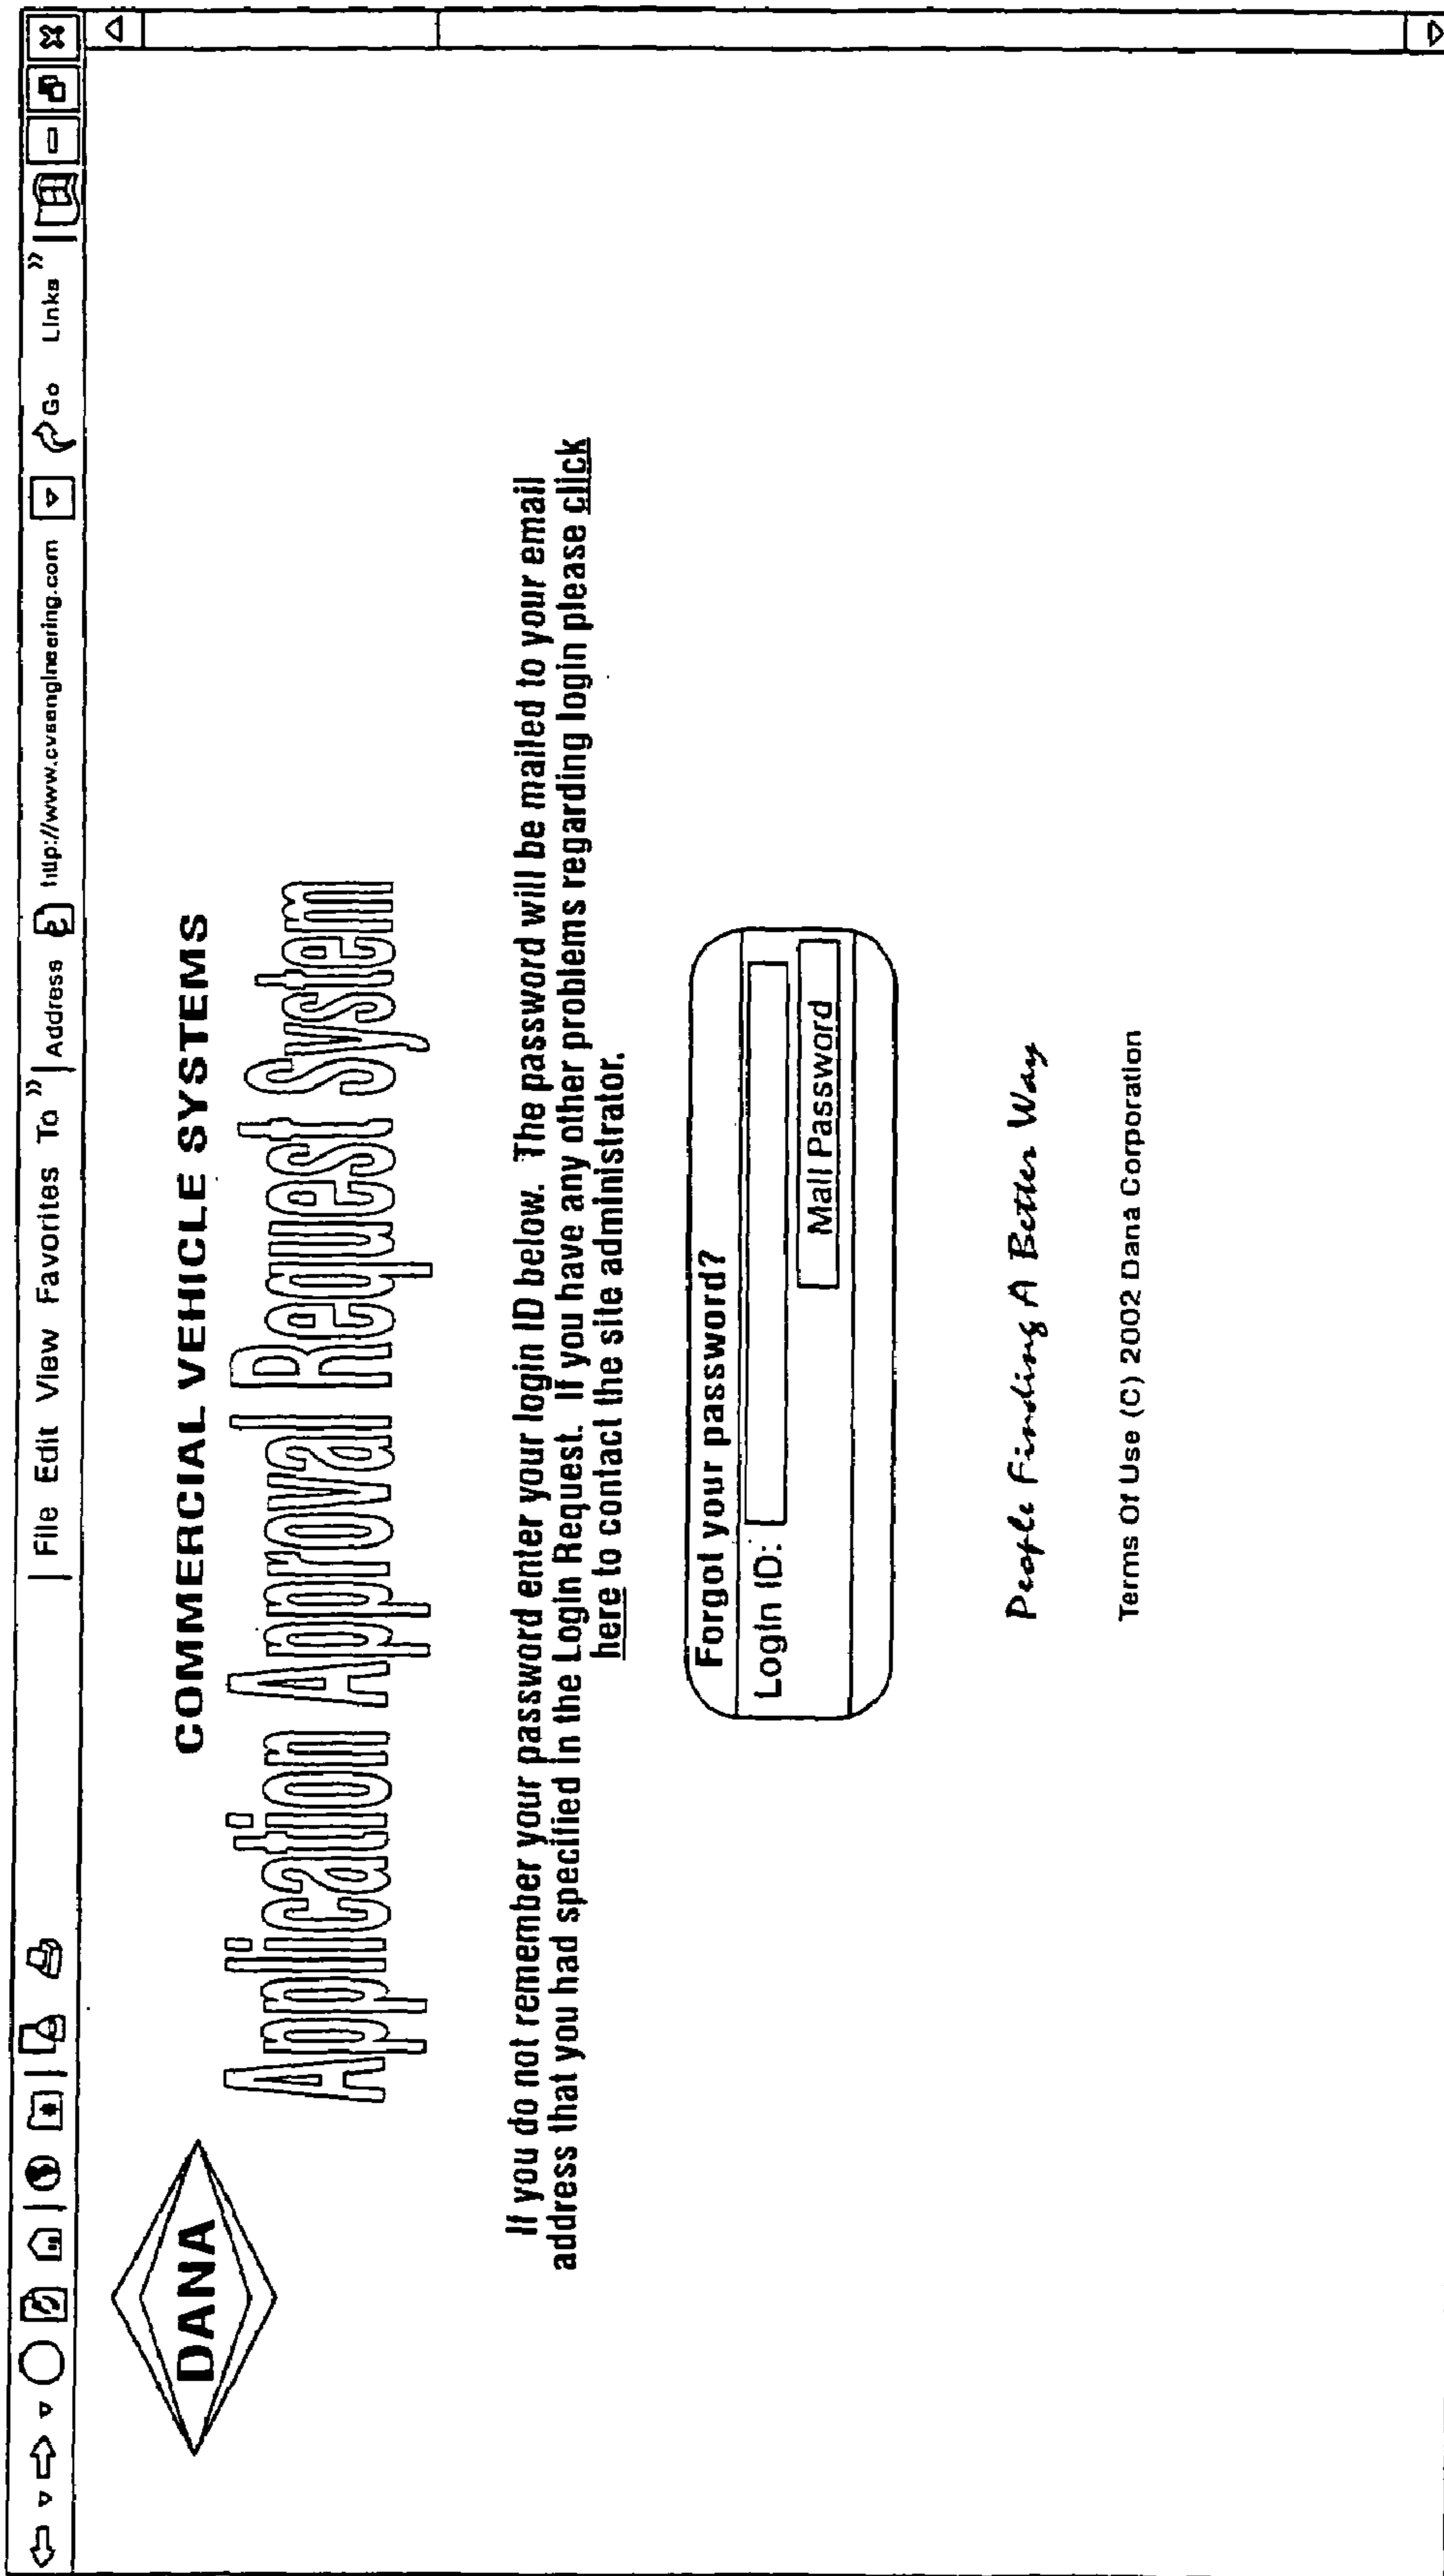 File Edit View Favorites To » Address http://www.cvsengineering.com Go Links »
DANA
COMMERCIAL VEHICLE SYSTEMS
Application Approval Request System
If you do not remember your password enter your login ID below. The password will be mailed to your email
address that you had specified in the Login Request. If you have any other problems regarding login please click
here to contact the site administrator.
Forgot your password?
Login ID:
Mail Password
People Finding A Better Way
Terms Of Use (C) 2002 Dana Corporation